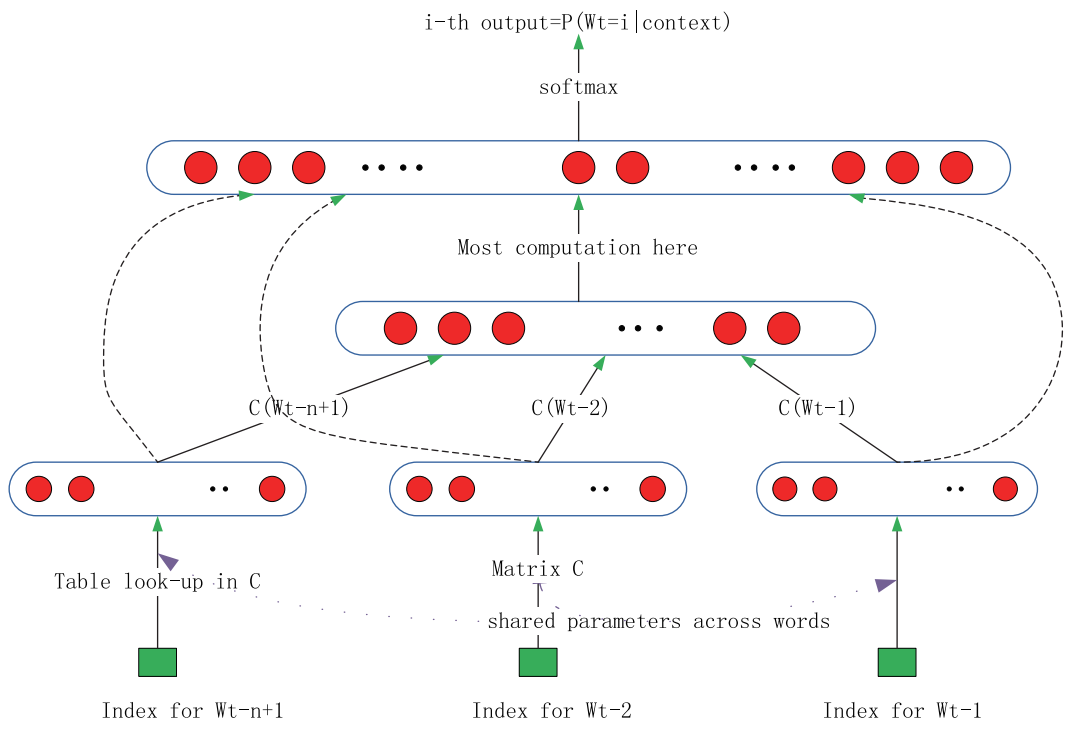 i-th output=P(Wt=i|context)
softmax
Most computation here
C(Wt-n+1)
C(Wt-2)
C(Wt-1)
Table look-up in C
Matrix C
shared parameters across words
Index for Wt-n+1
Index for Wt-2
Index for Wt-1